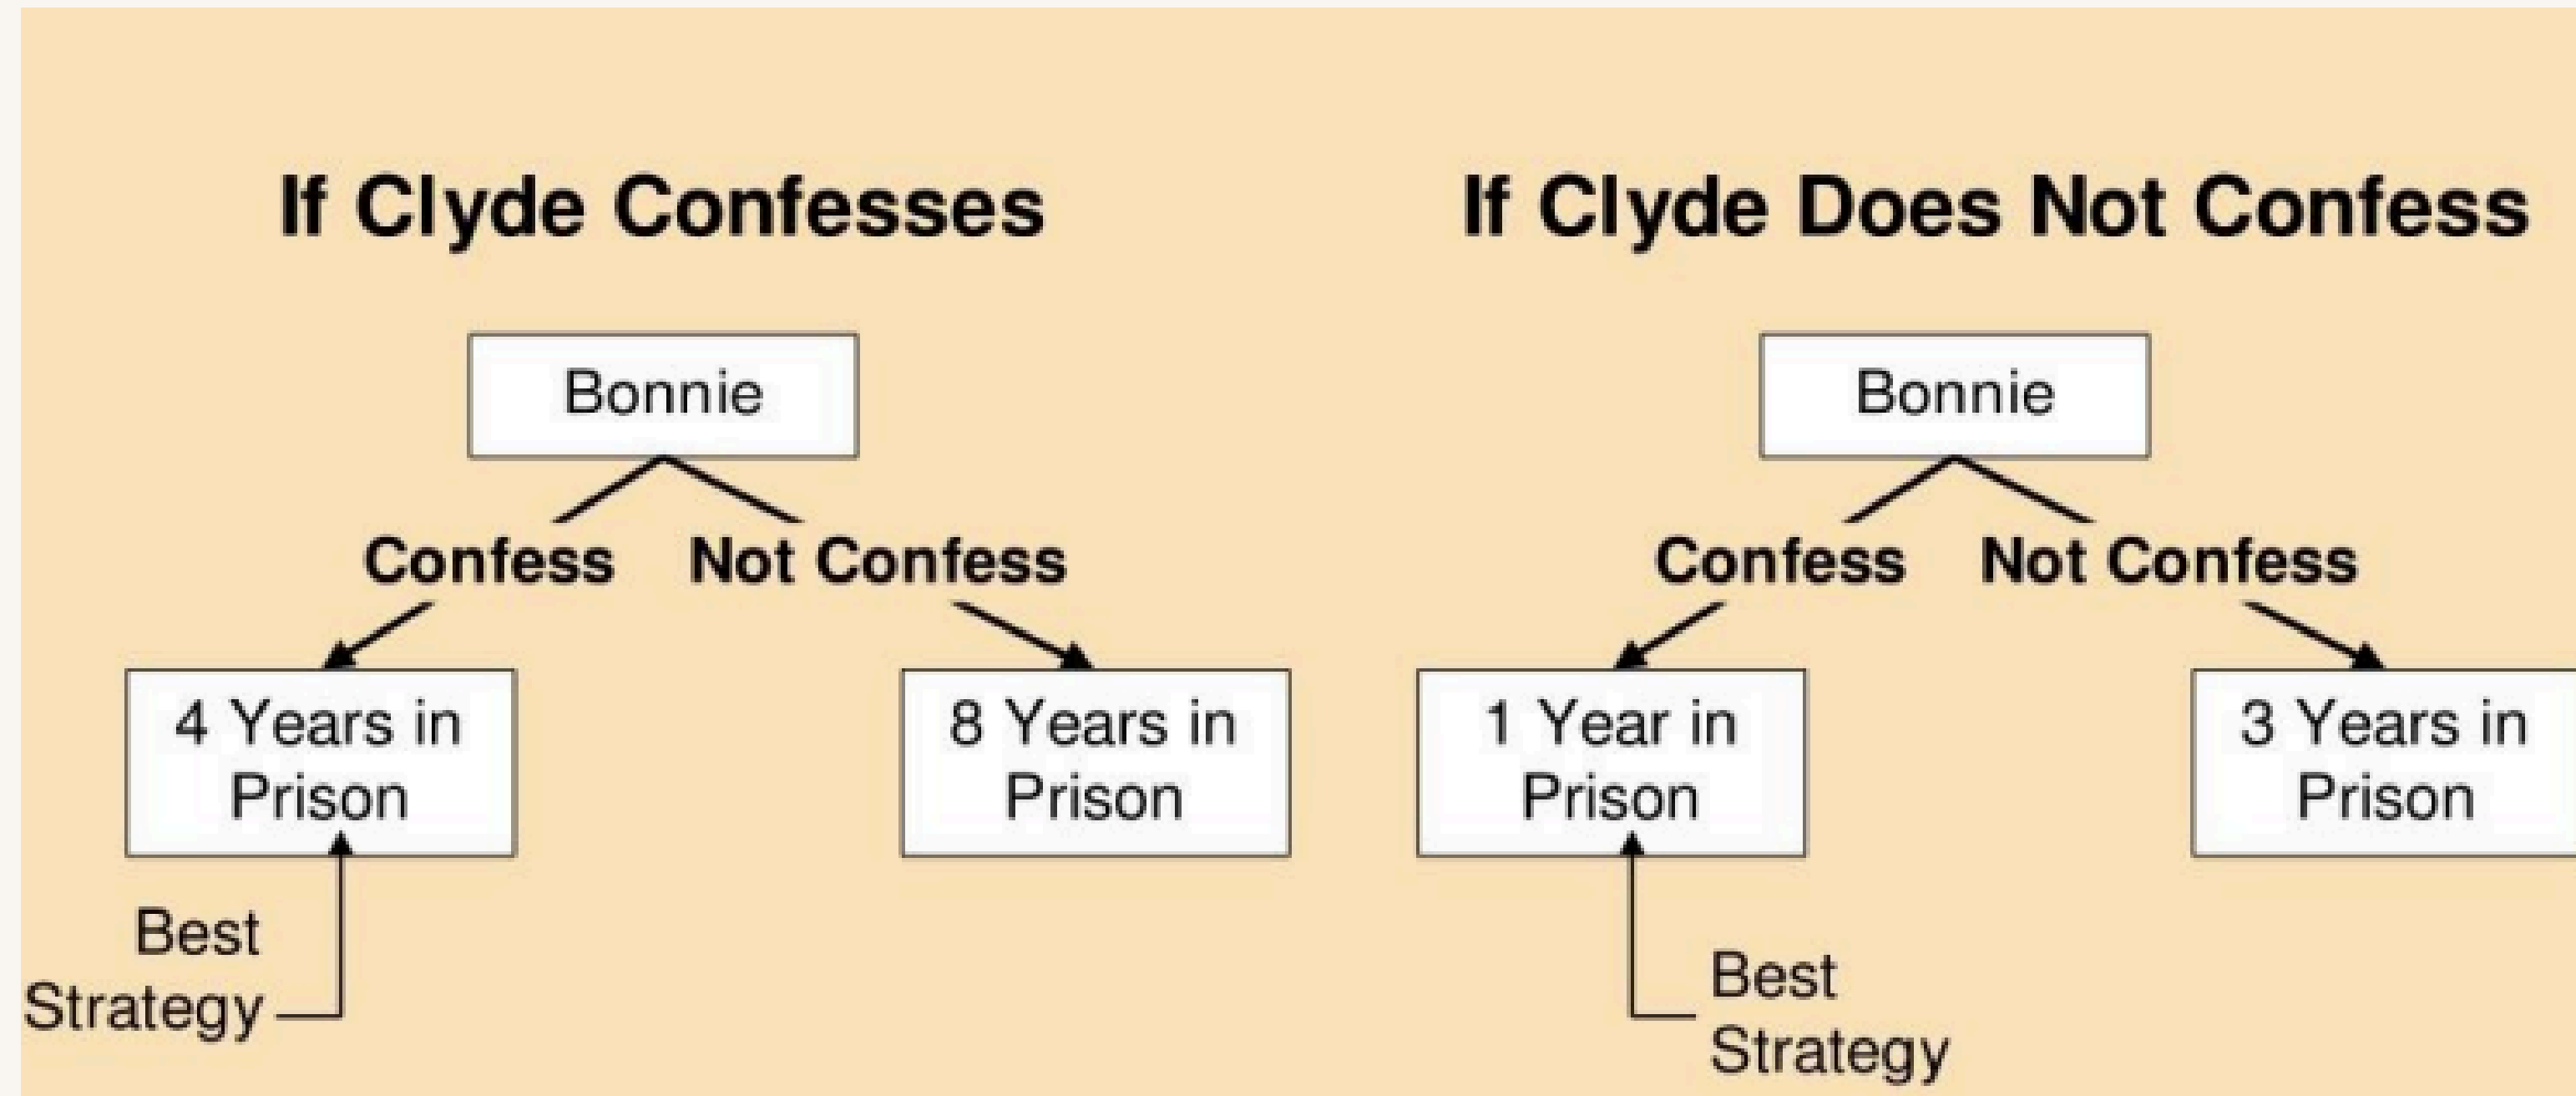 If Clyde Confesses
Bonnie
Confess
Not Confess
4 Years in
Prison
8 Years in
Prison
Best
Strategy
If Clyde Does Not Confess
Bonnie
Confess
Not Confess
1 Year in
Prison
3 Years in
Prison
Best
Strategy